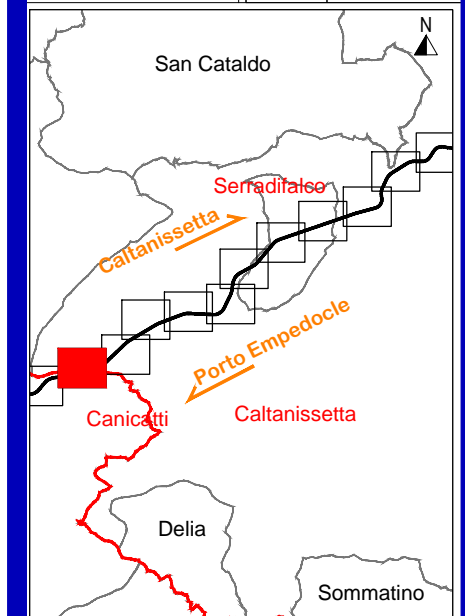 N
San Cataldo
Serradifalco
Caltanissetta
Porto Empedocle
Canicatti
Caltanissetta
Delia
Sommatino